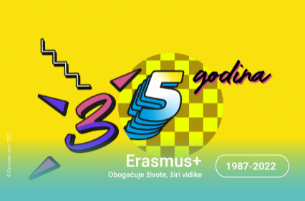 35 godina
Erasmus+
Obogaćuje živote, širi vidike
1987-2022